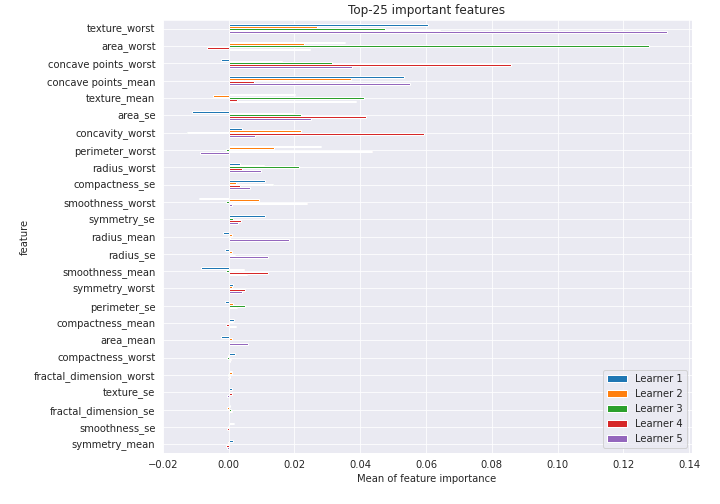 Top-25 important features
texture_worst
area_worst
concave points_worst
concave points_mean
texture_mean
area_se
concavity_worst
perimeter_worst
radius_worst
compactness_se
smoothness_worst
symmetry_se
radius_mean
radius_se
smoothness_mean
symmetry_worst
perimeter_se
compactness_mean
area_mean
compactness_worst
fractal_dimension_worst
texture_se
fractal_dimension_se
smoothness_se
symmetry_mean
feature
Learner 1
Learner 2
Learner 3
Learner 4
Learner 5
−0.02 0.00 0.02 0.04 0.06 0.08 0.10 0.12 0.14
Mean of feature importance